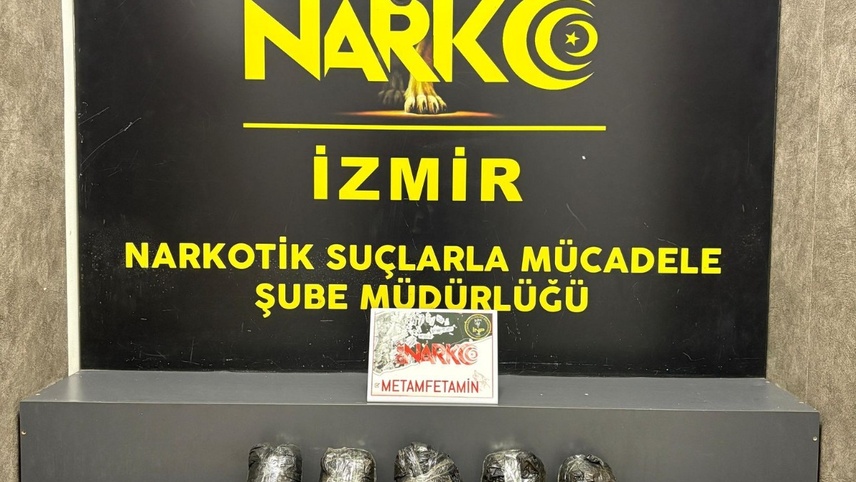 NARKO
İZMİR
NARKOTİK SUÇLARLA MÜCADELE
ŞUBE MÜDÜRLÜĞÜ
NARKO
METAMFETAMİN